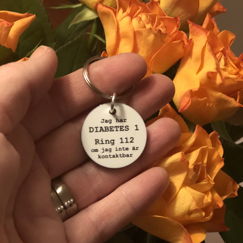 Jag har
DIABETES 1
Ring 112
om jag inte är
kontaktbar